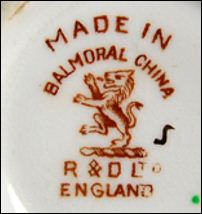 MADE IN
BALMORAL CHINA
R & D LTD
ENGLAND